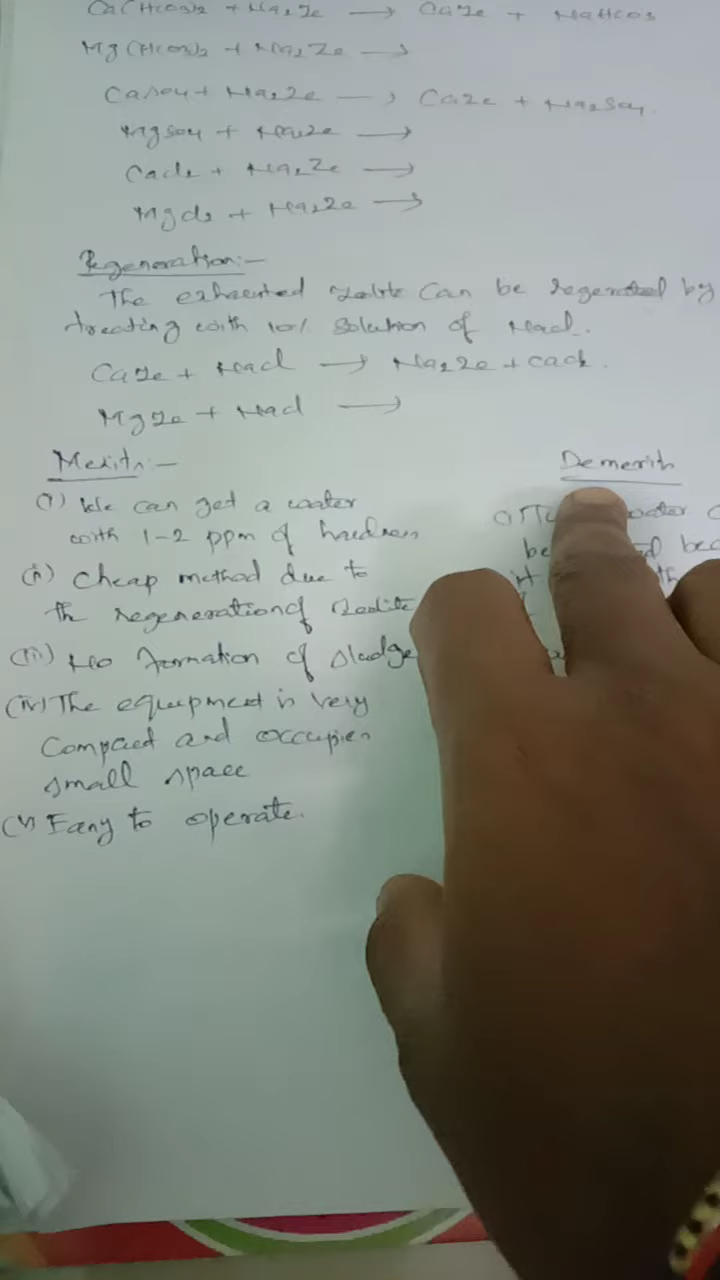 Ca(Hco3)2 + Na2Ze → CaZe + NaHco3
Mg(Hco3)2 + Na2Ze →
Caso4 + Na2Ze → CaZe + Na2So4.
Mgso4 + Na2Ze →
Cacl2 + Na2Ze →
Mgcl2 + Na2Ze →
Regeneration:-
The exhausted zeolite can be regenerated by
treating with 10% solution of Nacl.
CaZe + Nacl → Na2Ze + cacl2.
MgZe + Nacl →
Merits:-
(i) We can get a water
with 1-2 ppm of hardness
(ii) Cheap method due to
the regeneration of Zeolite
(iii) No formation of sludge
(iv) The equipment is very
Compact and occupies
small space
(v) Easy to operate.
Demerits
water
be
it